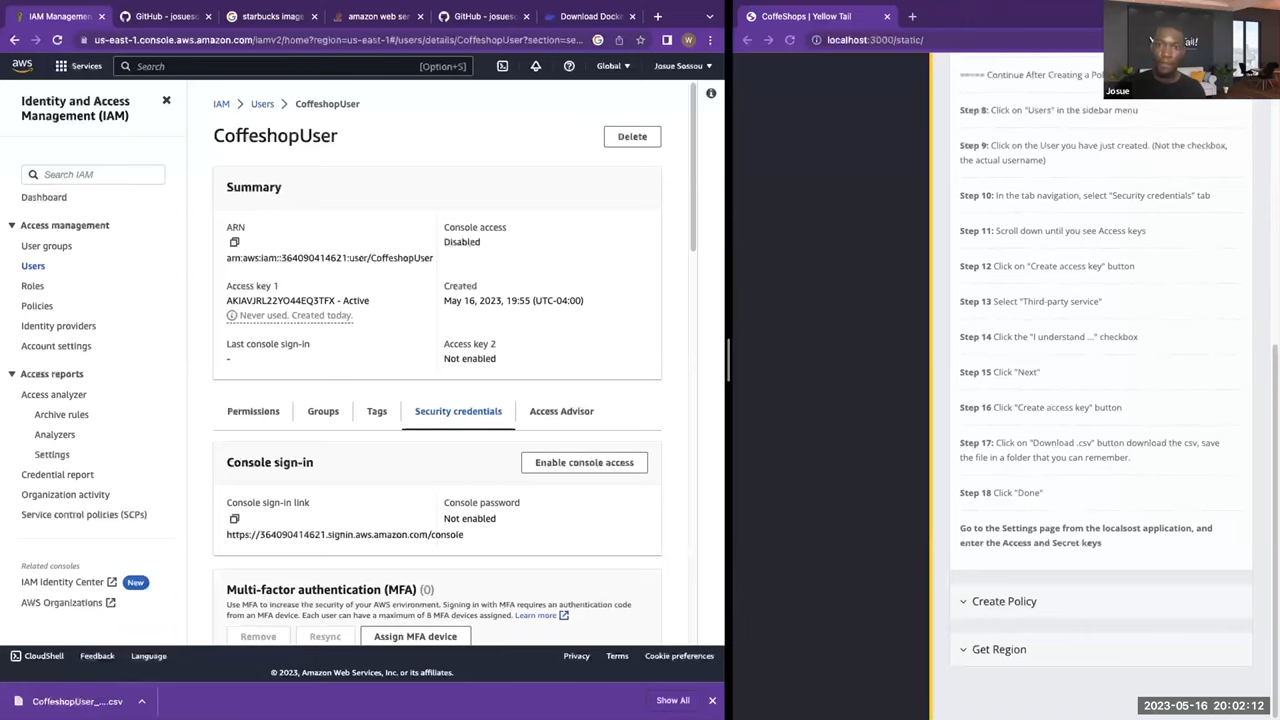 IAM Managemen
GitHub - josuesc
starbucks image
amazon web ser
GitHub - josuesc
Download Docke
us-east-1.console.aws.amazon.com/iamv2/home?region=us-east-1#/users/details/CoffeshopUser?section=se...
W
aws
Services
Search
[Option+S]
Global
Josue Sossou
Identity and Access
Management (IAM)
Search IAM
Dashboard
Access management
User groups
Users
Roles
Policies
Identity providers
Account settings
Access reports
Access analyzer
Archive rules
Analyzers
Settings
Credential report
Organization activity
Service control policies (SCPs)
Related consoles
IAM Identity Center
New
AWS Organizations
IAM
Users
CoffeshopUser
CoffeshopUser
Delete
Summary
ARN
arn:aws:iam::364090414621:user/CoffeshopUser
Console access
Disabled
Access key 1
AKIAVJRL22YO44EQ3TFX - Active
Never used. Created today.
Created
May 16, 2023, 19:55 (UTC-04:00)
Last console sign-in
-
Access key 2
Not enabled
Permissions
Groups
Tags
Security credentials
Access Advisor
Console sign-in
Enable console access
Console sign-in link
https://364090414621.signin.aws.amazon.com/console
Console password
Not enabled
Multi-factor authentication (MFA) (0)
Use MFA to increase the security of your AWS environment. Signing in with MFA requires an authentication code
from an MFA device. Each user can have a maximum of 8 MFA devices assigned. Learn more
Remove
Resync
Assign MFA device
CloudShell
Feedback
Language
Privacy
Terms
Cookie preferences
© 2023, Amazon Web Services, Inc. or its affiliates.
CoffeshopUser_....csv
Show All
CoffeShops | Yellow Tail
localhost:3000/static/
Josue
===== Continue After Creating a Pol
Step 8: Click on "Users" in the sidebar menu
Step 9: Click on the User you have just created. (Not the checkbox,
the actual username)
Step 10: In the tab navigation, select "Security credentials" tab
Step 11: Scroll down until you see Access keys
Step 12 Click on "Create access key" button
Step 13 Select "Third-party service"
Step 14 Click the "I understand ..." checkbox
Step 15 Click "Next"
Step 16 Click "Create access key" button
Step 17: Click on "Download .csv" button download the csv, save
the file in a folder that you can remember.
Step 18 Click "Done"
Go to the Settings page from the localsost application, and
enter the Access and Secret keys
Create Policy
Get Region
2023-05-16 20:02:12